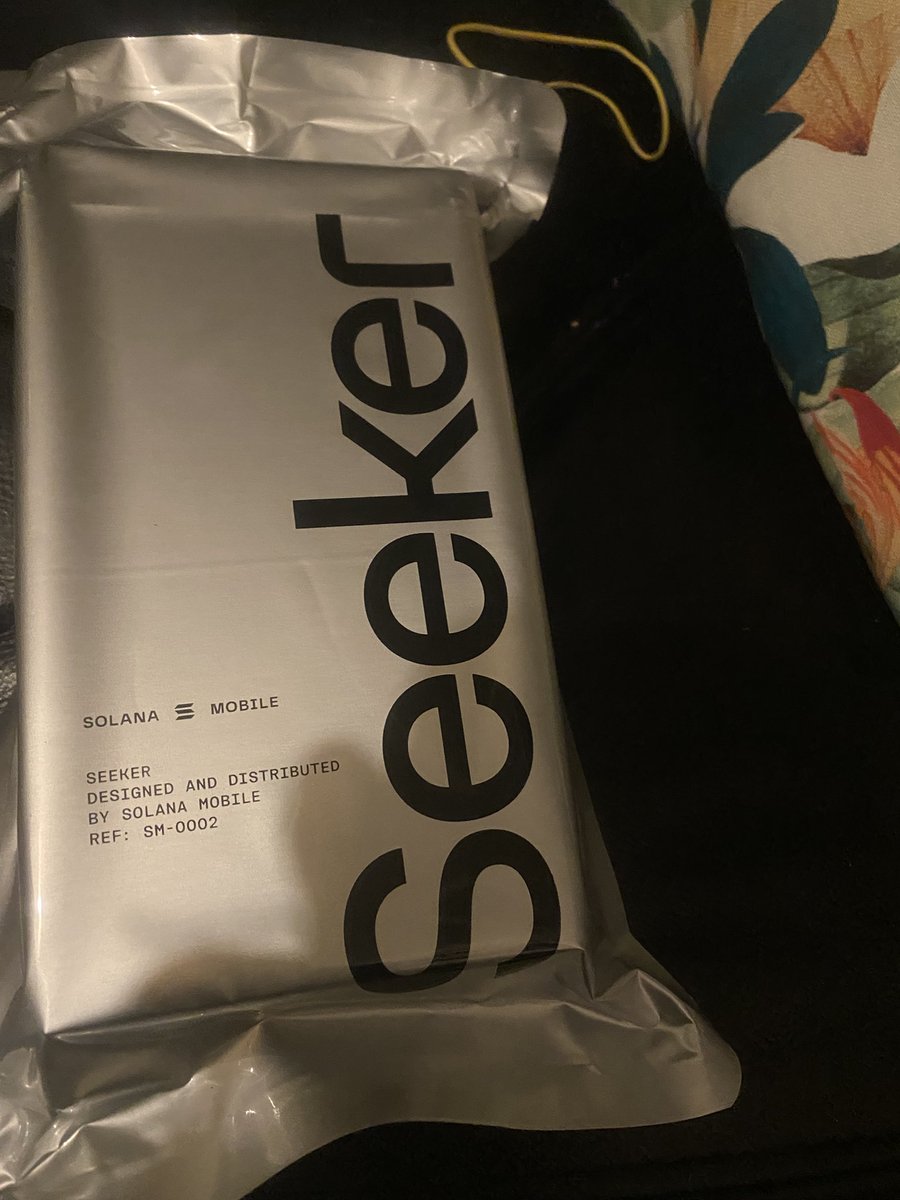 Seeker
SOLANA MOBILE
SEEKER
DESIGNED AND DISTRIBUTED
BY SOLANA MOBILE
REF: SM-0002